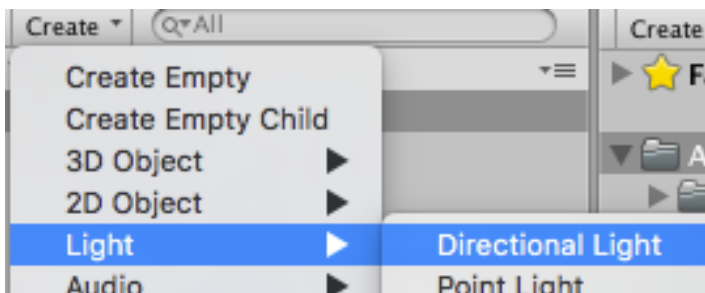 Create All Create
Create Empty
Create Empty Child
3D Object
2D Object
Light Directional Light
Audio Point Light